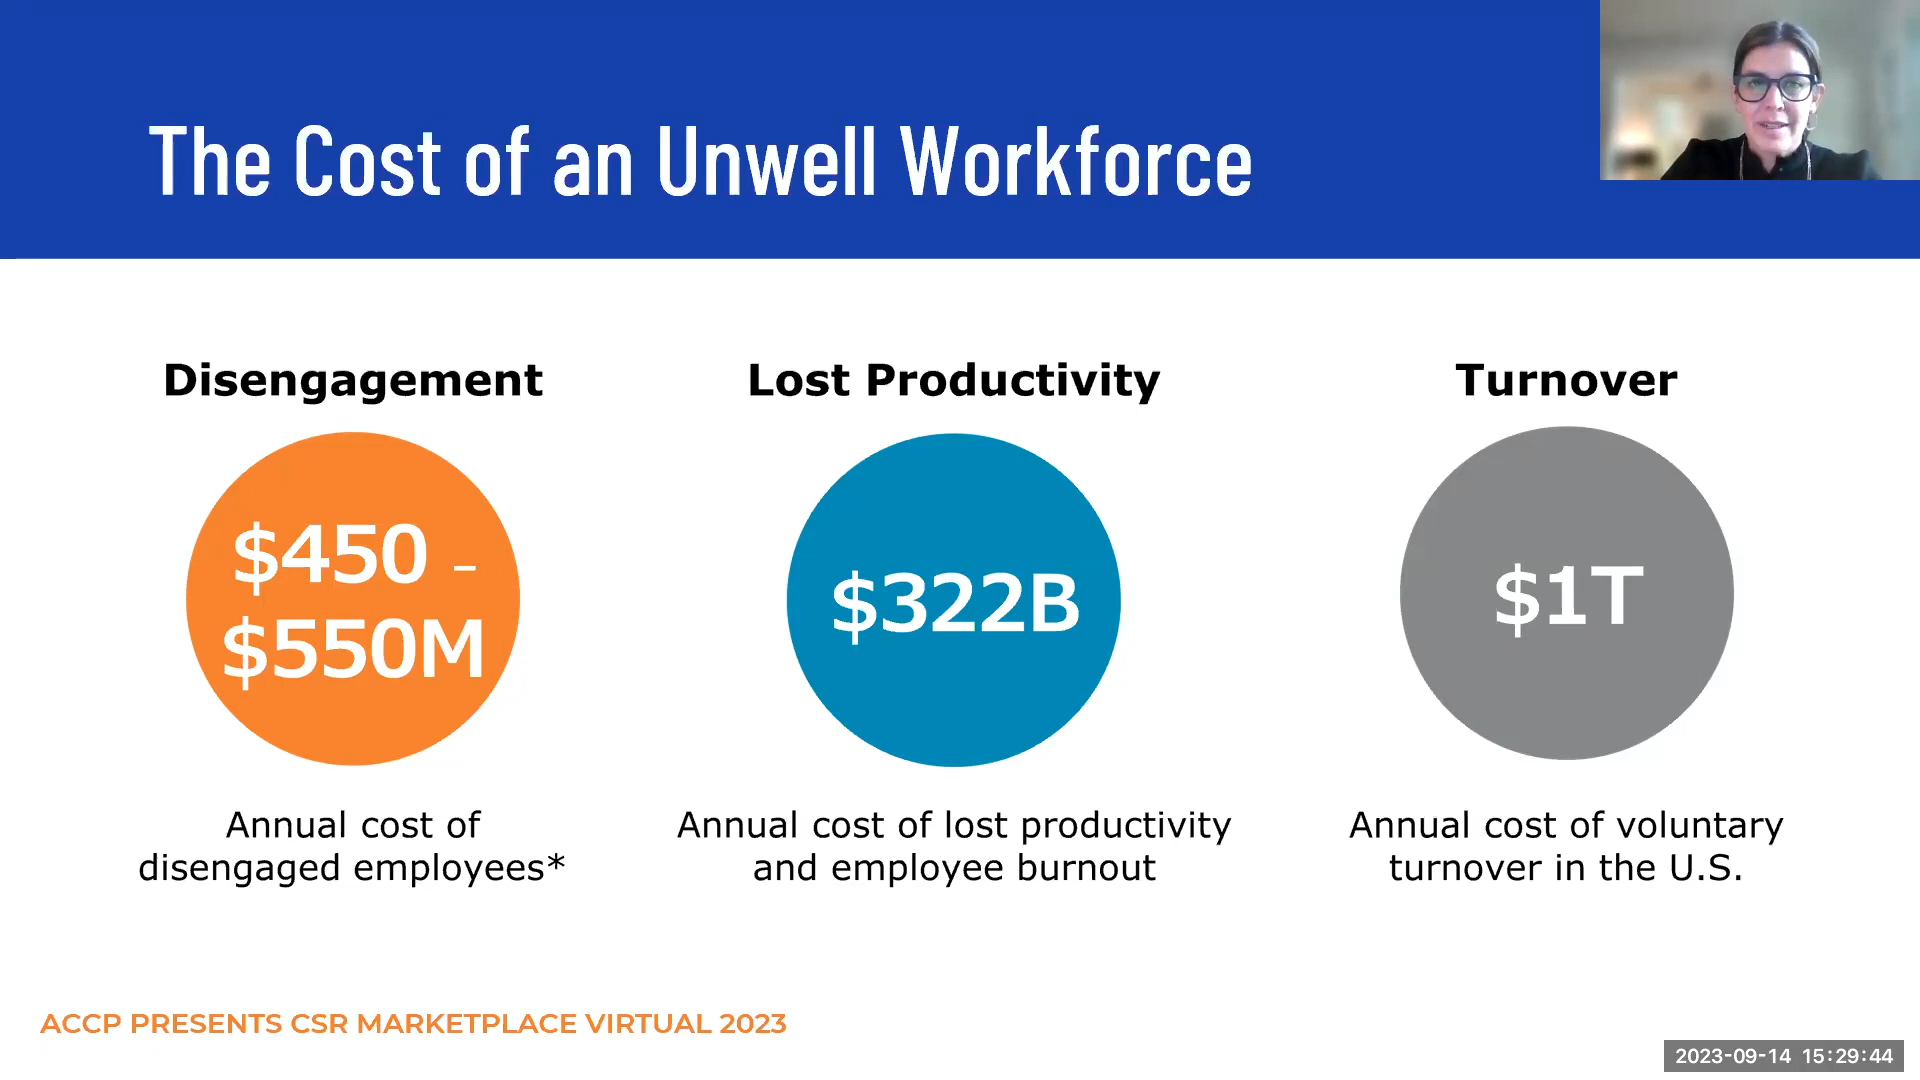 The Cost of an Unwell Workforce
Disengagement
$450 –
$550M
Annual cost of
disengaged employees*
Lost Productivity
$322B
Annual cost of lost productivity
and employee burnout
Turnover
$1T
Annual cost of voluntary
turnover in the U.S.
ACCP PRESENTS CSR MARKETPLACE VIRTUAL 2023
2023-09-14 15:29:44